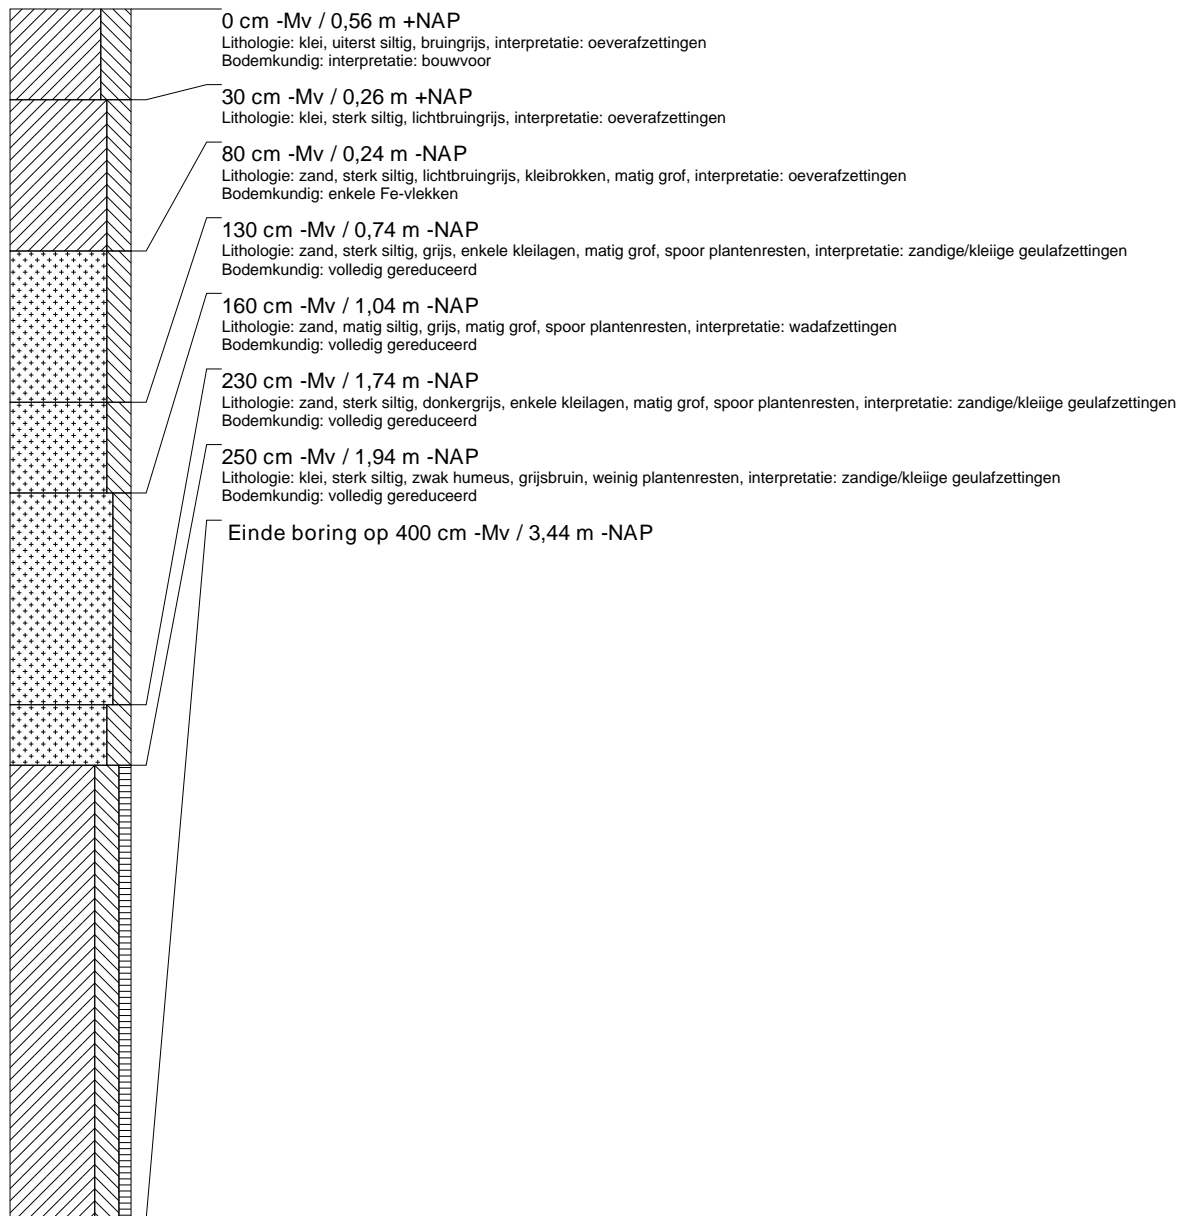 0 cm -Mv / 0,56 m +NAP
Lithologie: klei, uiterst siltig, bruingrijs, interpretatie: oeverafzettingen
Bodemkundig: interpretatie: bouwvoor
30 cm -Mv / 0,26 m +NAP
Lithologie: klei, sterk siltig, lichtbruingrijs, interpretatie: oeverafzettingen
80 cm -Mv / 0,24 m -NAP
Lithologie: zand, sterk siltig, lichtbruingrijs, kleibrokken, matig grof, interpretatie: oeverafzettingen
Bodemkundig: enkele Fe-vlekken
130 cm -Mv / 0,74 m -NAP
Lithologie: zand, sterk siltig, grijs, enkele kleilagen, matig grof, spoor plantenresten, interpretatie: zandige/kleiige geulafzettingen
Bodemkundig: volledig gereduceerd
160 cm -Mv / 1,04 m -NAP
Lithologie: zand, matig siltig, grijs, matig grof, spoor plantenresten, interpretatie: wadafzettingen
Bodemkundig: volledig gereduceerd
230 cm -Mv / 1,74 m -NAP
Lithologie: zand, sterk siltig, donkergrijs, enkele kleilagen, matig grof, spoor plantenresten, interpretatie: zandige/kleiige geulafzettingen
Bodemkundig: volledig gereduceerd
250 cm -Mv / 1,94 m -NAP
Lithologie: klei, sterk siltig, zwak humeus, grijsbruin, weinig plantenresten, interpretatie: zandige/kleiige geulafzettingen
Bodemkundig: volledig gereduceerd
Einde boring op 400 cm -Mv / 3,44 m -NAP